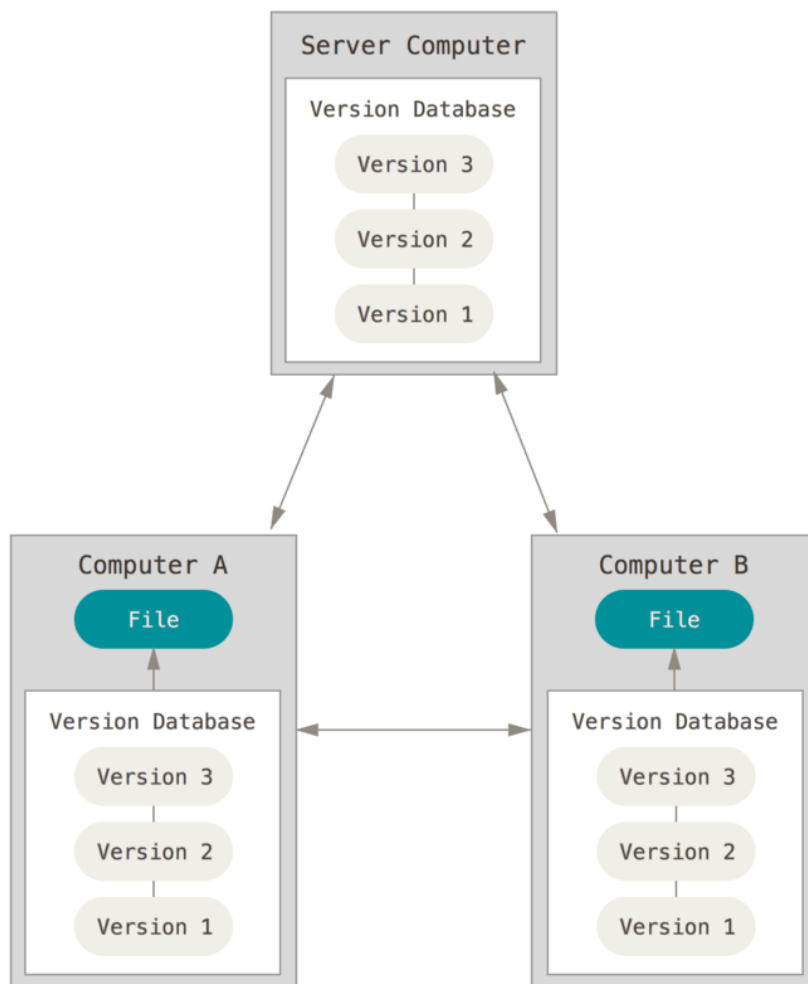 Server Computer
Version Database
Version 3
Version 2
Version 1
Computer A
File
Version Database
Version 3
Version 2
Version 1
Computer B
File
Version Database
Version 3
Version 2
Version 1